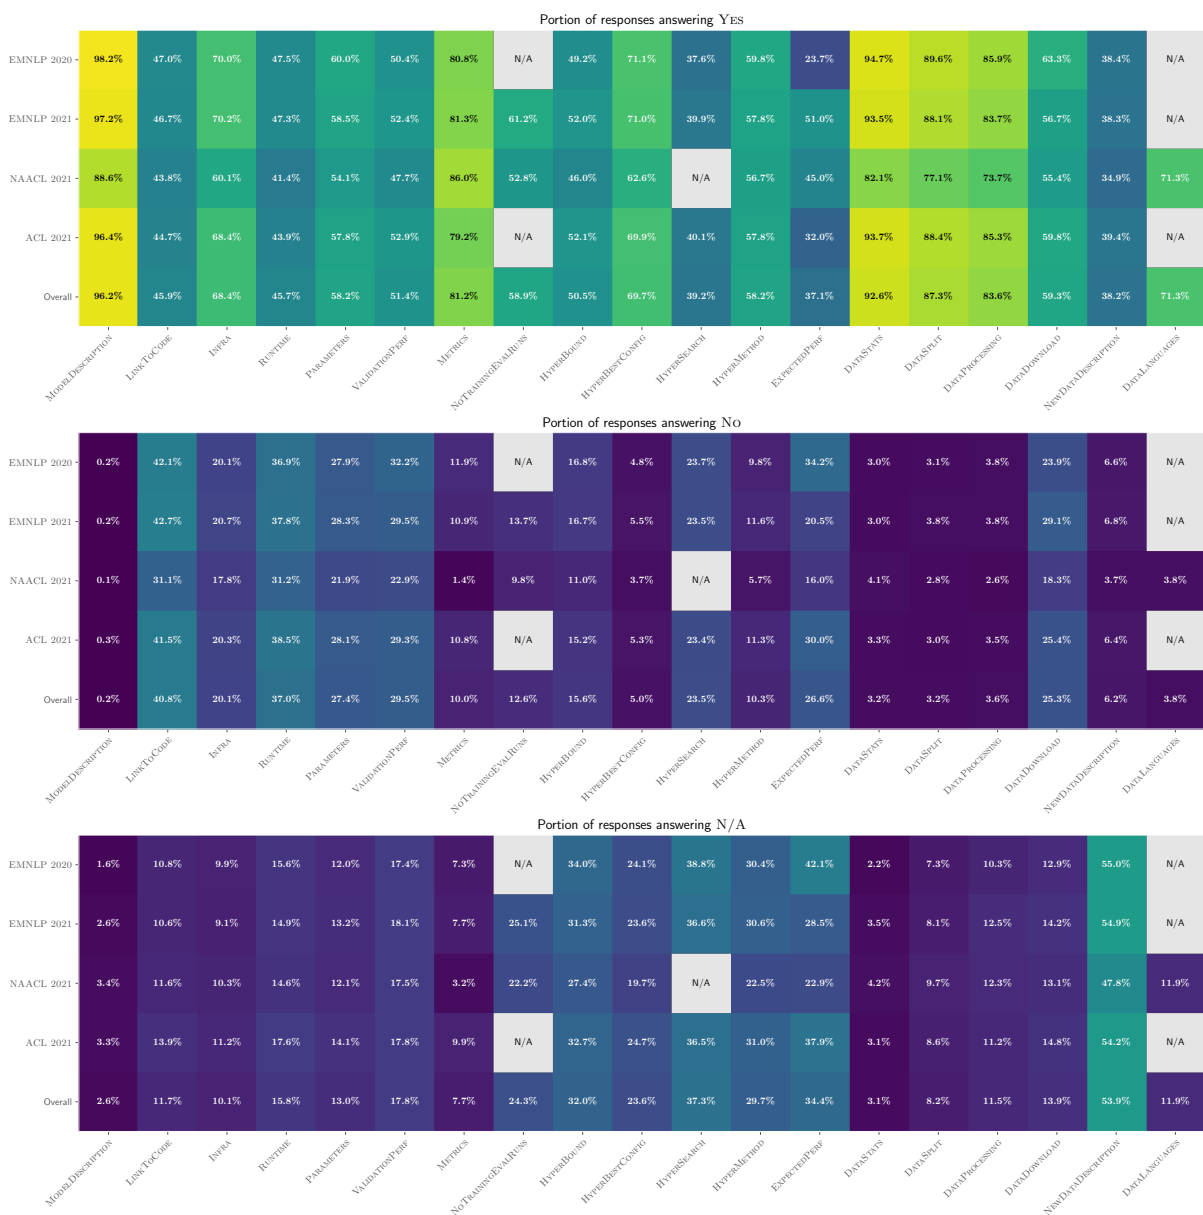 Portion of responses answering YES
EMNLP 2020 98.2% 47.0% 70.0% 47.5% 60.0% 50.4% 80.8% N/A 49.2% 71.1% 37.6% 59.8% 23.7% 94.7% 89.6% 85.9% 63.3% 38.4% N/A
EMNLP 2021 97.2% 46.7% 70.2% 47.3% 58.5% 52.4% 81.3% 61.2% 52.0% 71.0% 39.9% 57.8% 51.0% 93.5% 88.1% 83.7% 56.7% 38.3% N/A
NAACL 2021 88.6% 43.8% 60.1% 41.4% 54.1% 47.7% 86.0% 52.8% 46.0% 62.6% N/A 56.7% 45.0% 82.1% 77.1% 73.7% 55.4% 34.9% 71.3%
ACL 2021 96.4% 44.7% 68.4% 43.9% 57.8% 52.9% 79.2% N/A 52.1% 69.9% 40.1% 57.8% 32.0% 93.7% 88.4% 85.3% 59.8% 39.4% N/A
Overall 96.2% 45.9% 68.4% 45.7% 58.2% 51.4% 81.2% 58.9% 50.5% 69.7% 39.2% 58.2% 37.1% 92.6% 87.3% 83.6% 59.3% 38.2% 71.3%
MODELDESCRIPTION LINKTOCODE INFRA RUNTIME PARAMETERS VALIDATIONPERF METRICS NOTRAININGEVALRUNS HYPERBOUND HYPERBESTCONFIG HYPERSEARCH HYPERMETHOD EXPECTEDPERF DATASTATS DATASPLIT DATAPROCESSING DATADOWNLOAD NEWDATADESCRIPTION DATALANGUAGES
Portion of responses answering NO
EMNLP 2020 0.2% 42.1% 20.1% 36.9% 27.9% 32.2% 11.9% N/A 16.8% 4.8% 23.7% 9.8% 34.2% 3.0% 3.1% 3.8% 23.9% 6.6% N/A
EMNLP 2021 0.2% 42.7% 20.7% 37.8% 28.3% 29.5% 10.9% 13.7% 16.7% 5.5% 23.5% 11.6% 20.5% 3.0% 3.8% 3.8% 29.1% 6.8% N/A
NAACL 2021 0.1% 31.1% 17.8% 31.2% 21.9% 22.9% 1.4% 9.8% 11.0% 3.7% N/A 5.7% 16.0% 4.1% 2.8% 2.6% 18.3% 3.7% 3.8%
ACL 2021 0.3% 41.5% 20.3% 38.5% 28.1% 29.3% 10.8% N/A 15.2% 5.3% 23.4% 11.3% 30.0% 3.3% 3.0% 3.5% 25.4% 6.4% N/A
Overall 0.2% 40.8% 20.1% 37.0% 27.4% 29.5% 10.0% 12.6% 15.6% 5.0% 23.5% 10.3% 26.6% 3.2% 3.2% 3.6% 25.3% 6.2% 3.8%
MODELDESCRIPTION LINKTOCODE INFRA RUNTIME PARAMETERS VALIDATIONPERF METRICS NOTRAININGEVALRUNS HYPERBOUND HYPERBESTCONFIG HYPERSEARCH HYPERMETHOD EXPECTEDPERF DATASTATS DATASPLIT DATAPROCESSING DATADOWNLOAD NEWDATADESCRIPTION DATALANGUAGES
Portion of responses answering N/A
EMNLP 2020 1.6% 10.8% 9.9% 15.6% 12.0% 17.4% 7.3% N/A 34.0% 24.1% 38.8% 30.4% 42.1% 2.2% 7.3% 10.3% 12.9% 55.0% N/A
EMNLP 2021 2.6% 10.6% 9.1% 14.9% 13.2% 18.1% 7.7% 25.1% 31.3% 23.6% 36.6% 30.6% 28.5% 3.5% 8.1% 12.5% 14.2% 54.9% N/A
NAACL 2021 3.4% 11.6% 10.3% 14.6% 12.1% 17.5% 3.2% 22.2% 27.4% 19.7% N/A 22.5% 22.9% 4.2% 9.7% 12.3% 13.1% 47.8% 11.9%
ACL 2021 3.3% 13.9% 11.2% 17.6% 14.1% 17.8% 9.9% N/A 32.7% 24.7% 36.5% 31.0% 37.9% 3.1% 8.6% 11.2% 14.8% 54.2% N/A
Overall 2.6% 11.7% 10.1% 15.8% 13.0% 17.8% 7.7% 24.3% 32.0% 23.6% 37.3% 29.7% 34.4% 3.1% 8.2% 11.5% 13.9% 53.9% 11.9%
MODELDESCRIPTION LINKTOCODE INFRA RUNTIME PARAMETERS VALIDATIONPERF METRICS NOTRAININGEVALRUNS HYPERBOUND HYPERBESTCONFIG HYPERSEARCH HYPERMETHOD EXPECTEDPERF DATASTATS DATASPLIT DATAPROCESSING DATADOWNLOAD NEWDATADESCRIPTION DATALANGUAGES